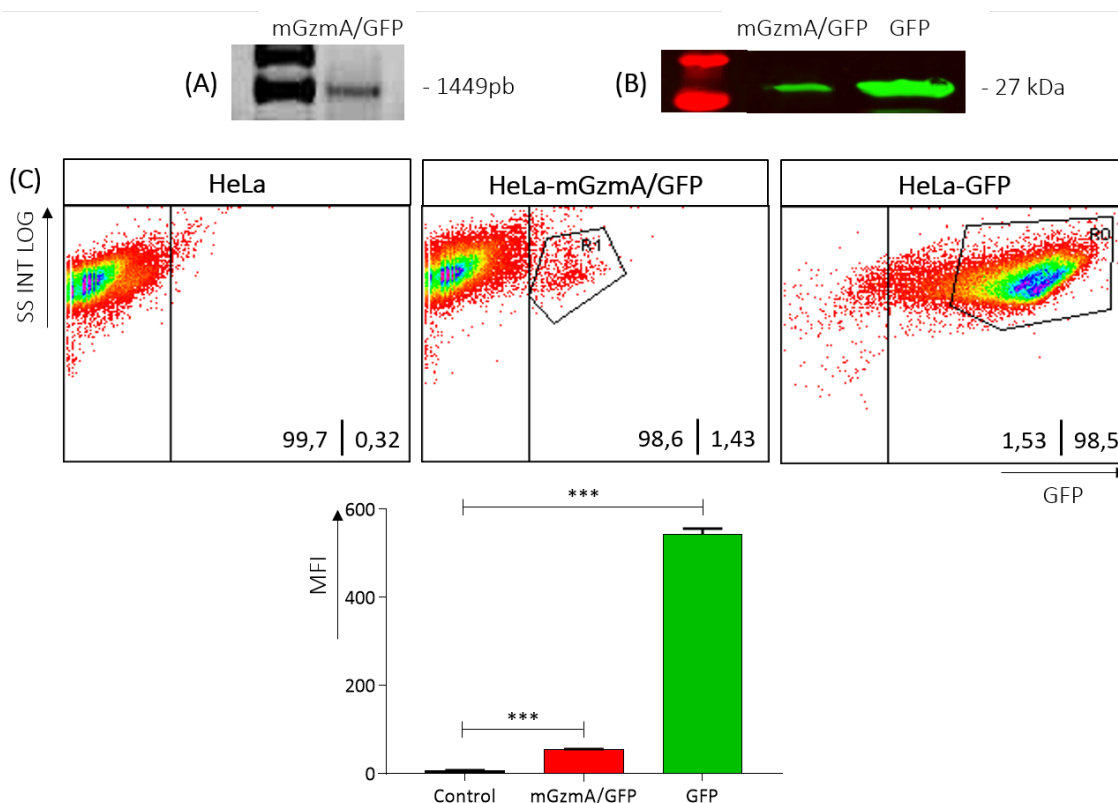 mGzmA/GFP
(A)
- 1449pb
mGzmA/GFP GFP
(B)
- 27 kDa
(C)
HeLa
HeLa-mGzmA/GFP
HeLa-GFP
SS INT LOG
R1
R0
99,7 | 0,32
98,6 | 1,43
1,53 | 98,5
GFP
***
600
MFI
400
200
***
0
Control
mGzmA/GFP
GFP